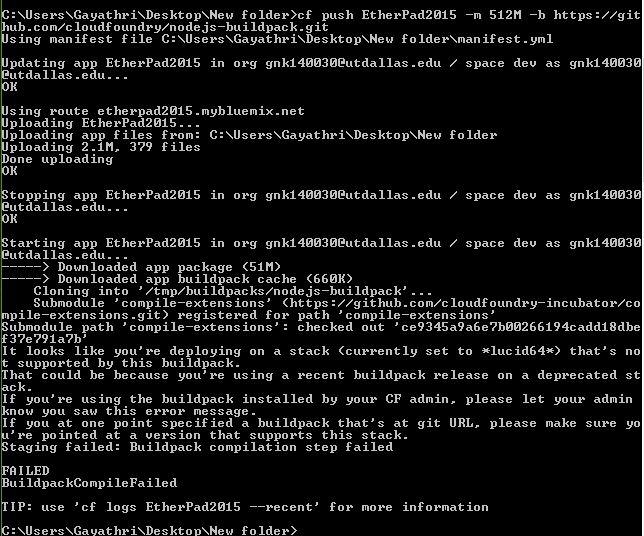 C:\Users\Gayathri\Desktop\New folder>cf push EtherPad2015 -m 512M -b https://git
hub.com/cloudfoundry/nodejs-buildpack.git
Using manifest file C:\Users\Gayathri\Desktop\New folder\manifest.yml
Updating app EtherPad2015 in org gnk140030@utdallas.edu / space dev as gnk140030
@utdallas.edu...
OK
Using route etherpad2015.mybluemix.net
Uploading EtherPad2015...
Uploading app files from: C:\Users\Gayathri\Desktop\New folder
Uploading 2.1M, 379 files
Done uploading
OK
Stopping app EtherPad2015 in org gnk140030@utdallas.edu / space dev as gnk140030
@utdallas.edu...
OK
Starting app EtherPad2015 in org gnk140030@utdallas.edu / space dev as gnk140030
@utdallas.edu...
-----> Downloaded app package (51M)
-----> Downloaded app buildpack cache (660K)
Cloning into '/tmp/buildpacks/nodejs-buildpack'...
Submodule 'compile-extensions' (https://github.com/cloudfoundry-incubator/co
mpile-extensions.git) registered for path 'compile-extensions'
Submodule path 'compile-extensions': checked out 'ce9345a9a6e7b00266194cadd18dbe
f37e791a7b'
It looks like you're deploying on a stack (currently set to *lucid64*) that's no
t supported by this buildpack.
That could be because you're using a recent buildpack release on a deprecated st
ack.
If you're using the buildpack installed by your CF admin, please let your admin
know you saw this error message.
If you at one point specified a buildpack that's at git URL, please make sure yo
u're pointed at a version that supports this stack.
Staging failed: Buildpack compilation step failed
FAILED
BuildpackCompileFailed
TIP: use 'cf logs EtherPad2015 --recent' for more information
C:\Users\Gayathri\Desktop\New folder>